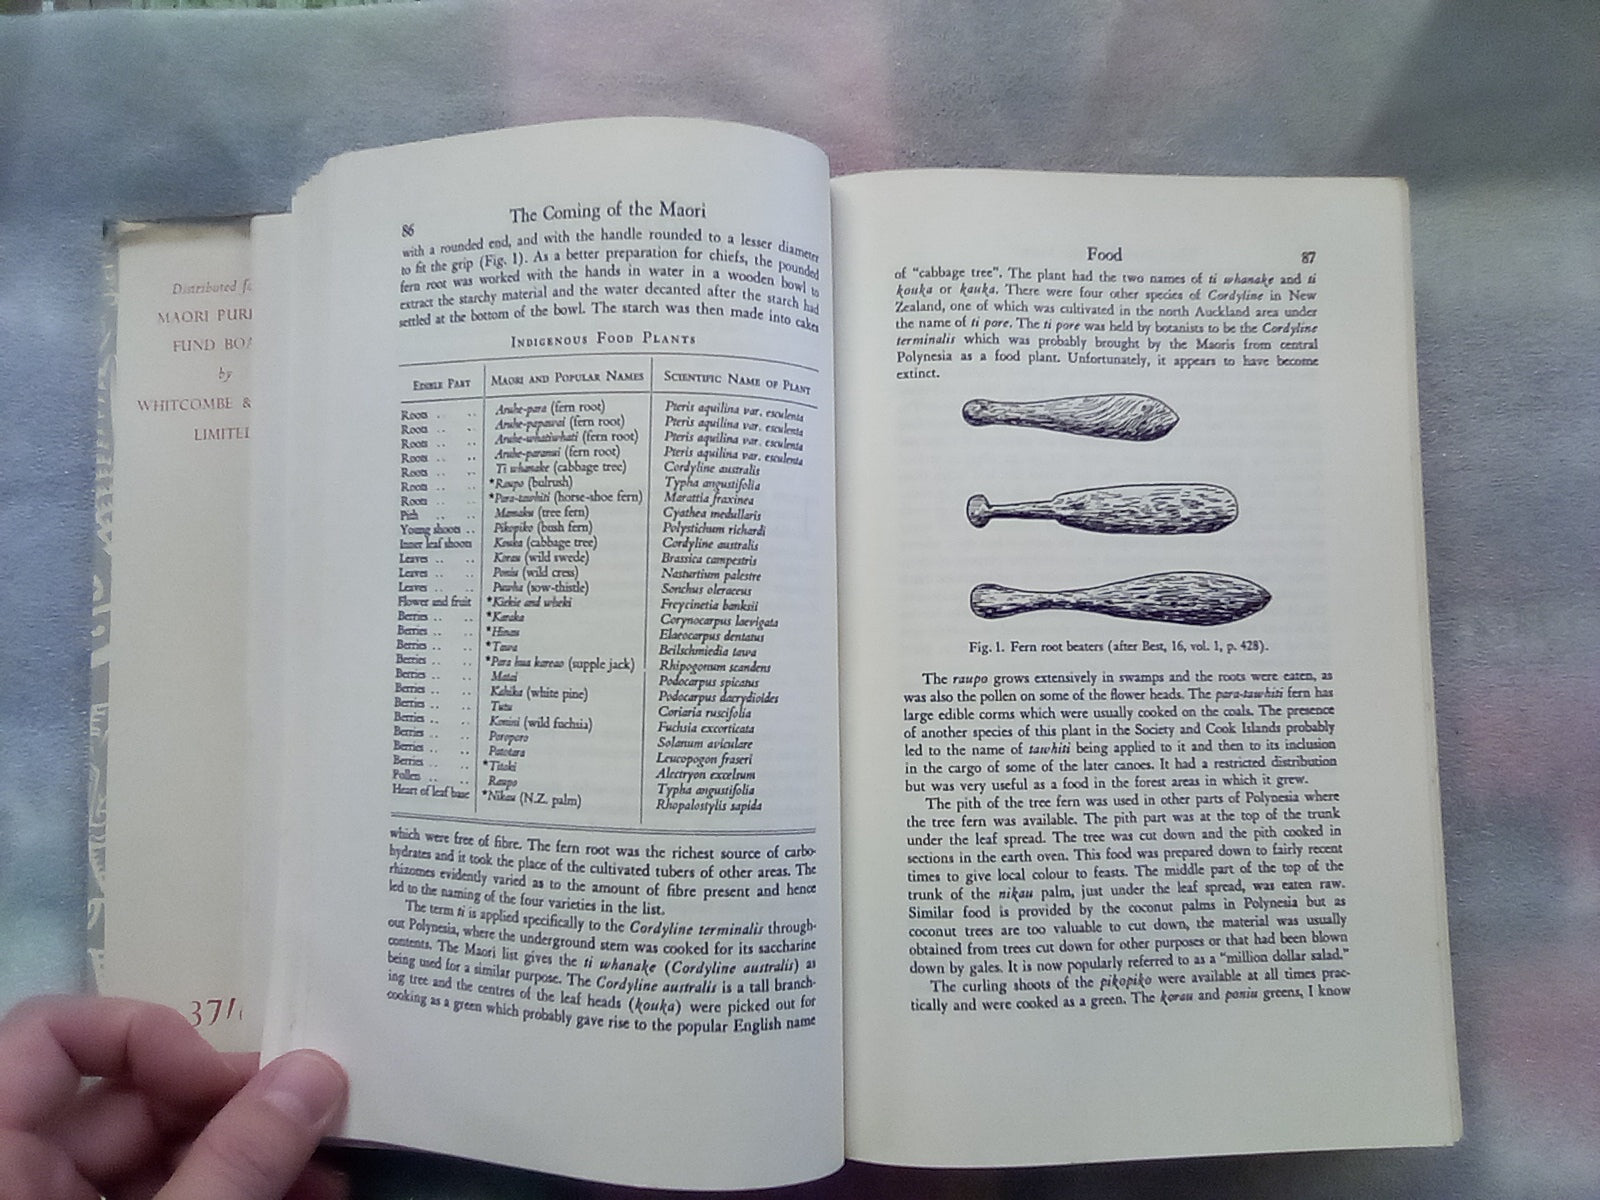 Distributed
MAORI
FUND
by
WHITCOMBE &
37/
The Coming of the Maori
86
with a rounded end, and with the handle rounded to a lesser diameter
to fit the grip (Fig. 1). As a better preparation for chiefs, the pounded
fern root was worked with the hands in water in a wooden bowl to
extract the starchy material and the water decanted after the starch had
settled at the bottom of the bowl. The starch was then made into cakes
INDIGENOUS FOOD PLANTS
EDIBLE PART MAORI AND POPULAR NAMES SCIENTIFIC NAME OF PLANT
Roots .. .. Aruhe-para (fern root) Pteris aquilina var. esculenta
Roots .. .. Aruhe-papawai (fern root) Pteris aquilina var. esculenta
Roots .. .. Aruhe-whatiwhati (fern root) Pteris aquilina var. esculenta
Roots .. .. Aruhe-paranui (fern root) Pteris aquilina var. esculenta
Roots .. .. Ti whanake (cabbage tree) Cordyline australis
Roots .. .. *Raupo (bulrush) Typha angustifolia
Roots .. .. *Para-tawhiti (horse-shoe fern) Marattia fraxinea
Pith .. .. Mamaku (tree fern) Cyathea medullaris
Young shoots .. Pikopiko (bush fern) Polystichum richardi
Inner leaf shoots Kouka (cabbage tree) Cordyline australis
Leaves .. .. Korau (wild swede) Brassica campestris
Leaves .. .. Poniu (wild cress) Nasturtium palestre
Leaves .. .. Puwha (sow-thistle) Sonchus oleraceus
Flower and fruit *Kiekie and wheki Freycinetia banksii
Berries .. .. *Karaka Corynocarpus laevigata
Berries .. .. *Hinau Elaeocarpus dentatus
Berries .. .. *Tawa Beilschmiedia tawa
Berries .. .. *Para hua kareao (supple jack) Rhipogonum scandens
Berries .. .. Matai Podocarpus spicatus
Berries .. .. Kahika (white pine) Podocarpus dacrydioides
Berries .. .. Tutu Coriaria ruscifolia
Berries .. .. Konini (wild fuchsia) Fuchsia excorticata
Berries .. .. Poroporo Solanum aviculare
Berries .. .. Patotara Leucopogon fraseri
Berries .. .. *Titoki Alectryon excelsum
Pollen .. .. Raupo Typha angustifolia
Heart of leaf base *Nikau (N.Z. palm) Rhopalostylis sapida
which were free of fibre. The fern root was the richest source of carbo-
hydrates and it took the place of the cultivated tubers of other areas. The
rhizomes evidently varied as to the amount of fibre present and hence
led to the naming of the four varieties in the list.
The term ti is applied specifically to the Cordyline terminalis through-
out Polynesia, where the underground stem was cooked for its saccharine
contents. The Maori list gives the ti whanake (Cordyline australis) as
being used for a similar purpose. The Cordyline australis is a tall branch-
ing tree and the centres of the leaf heads (kouka) were picked out for
cooking as a green which probably gave rise to the popular English name
Food 87
of "cabbage tree". The plant had the two names of ti whanake and ti
kouka or kauka. There were four other species of Cordyline in New
Zealand, one of which was cultivated in the north Auckland area under
the name of ti pore. The ti pore was held by botanists to be the Cordyline
terminalis which was probably brought by the Maoris from central
Polynesia as a food plant. Unfortunately, it appears to have become
extinct.
Fig. 1. Fern root beaters (after Best, 16, vol. 1, p. 428).
The raupo grows extensively in swamps and the roots were eaten, as
was also the pollen on some of the flower heads. The para-tawhiti fern has
large edible corms which were usually cooked on the coals. The presence
of another species of this plant in the Society and Cook Islands probably
led to the name of tawhiti being applied to it and then to its inclusion
in the cargo of some of the later canoes. It had a restricted distribution
but was very useful as a food in the forest areas in which it grew.
The pith of the tree fern was used in other parts of Polynesia where
the tree fern was available. The pith part was at the top of the trunk
under the leaf spread. The tree was cut down and the pith cooked in
sections in the earth oven. This food was prepared down to fairly recent
times to give local colour to feasts. The middle part of the top of the
trunk of the nikau palm, just under the leaf spread, was eaten raw.
Similar food is provided by the coconut palms in Polynesia but as
coconut trees are too valuable to cut down, the material was usually
obtained from trees cut down for other purposes or that had been blown
down by gales. It is now popularly referred to as a "million dollar salad."
The curling shoots of the pikopiko were available at all times prac-
tically and were cooked as a green. The korau and poniu greens, I know